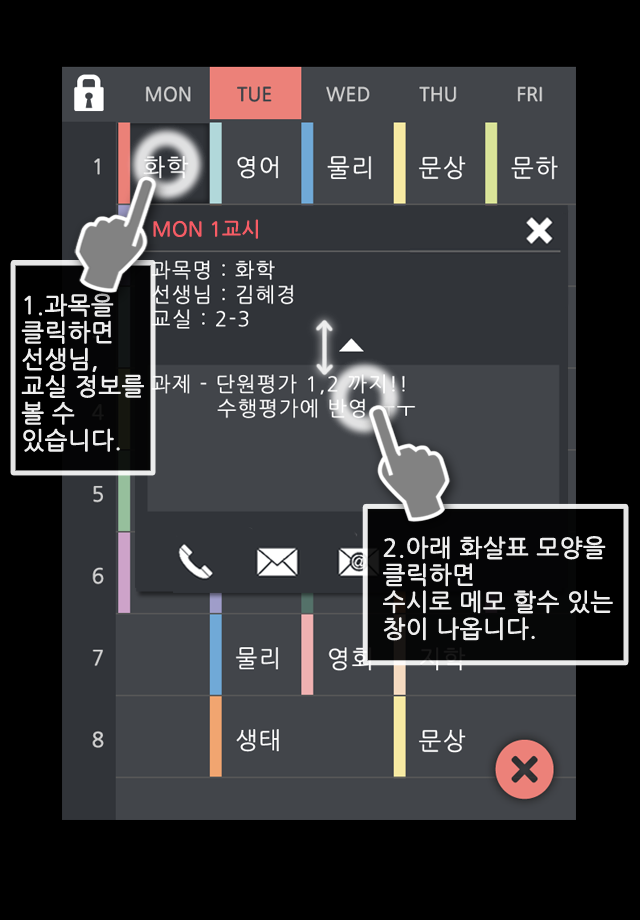 MON TUE WED THU FRI
1 화학 영어 물리 문상 문하
MON 1교시
과목명 : 화학
선생님 : 김혜경
교실 : 2-3
1.과목을
클릭하면
선생님,
교실 정보를
볼 수
있습니다.
과제 - 단원평가 1,2 까지!!
수행평가에 반영ㅜㅜ
4
5
2.아래 화살표 모양을
클릭하면
수시로 메모 할수 있는
창이 나옵니다.
6
7 물리 영화 지학
8 생태 문상